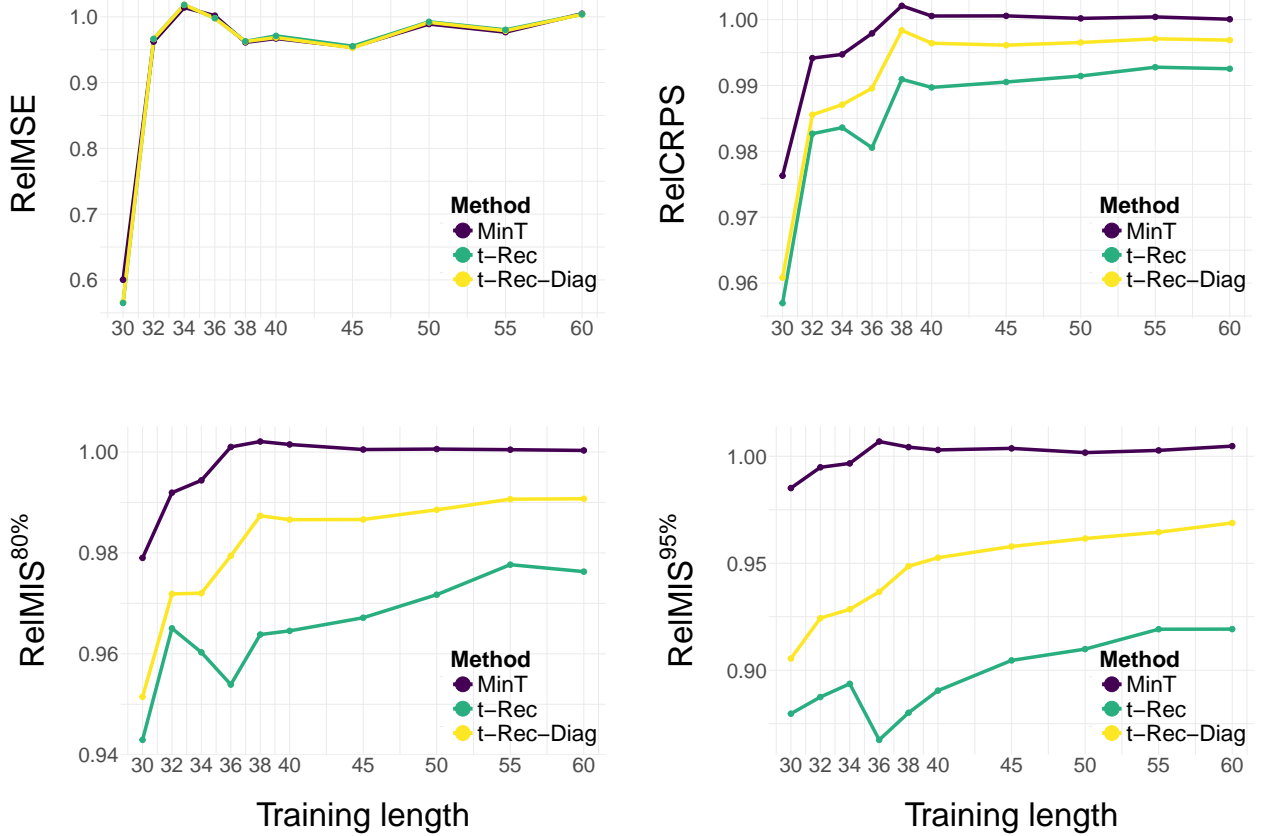 RelMSE
1.0
0.9
0.8
0.7
0.6
30 32 34 36 38 40 45 50 55 60
Method
MinT
t−Rec
t−Rec−Diag
RelCRPS
1.00
0.99
0.98
0.97
0.96
30 32 34 36 38 40 45 50 55 60
Method
MinT
t−Rec
t−Rec−Diag
RelMIS80%
1.00
0.98
0.96
0.94
30 32 34 36 38 40 45 50 55 60
Training length
Method
MinT
t−Rec
t−Rec−Diag
RelMIS95%
1.00
0.95
0.90
30 32 34 36 38 40 45 50 55 60
Training length
Method
MinT
t−Rec
t−Rec−Diag